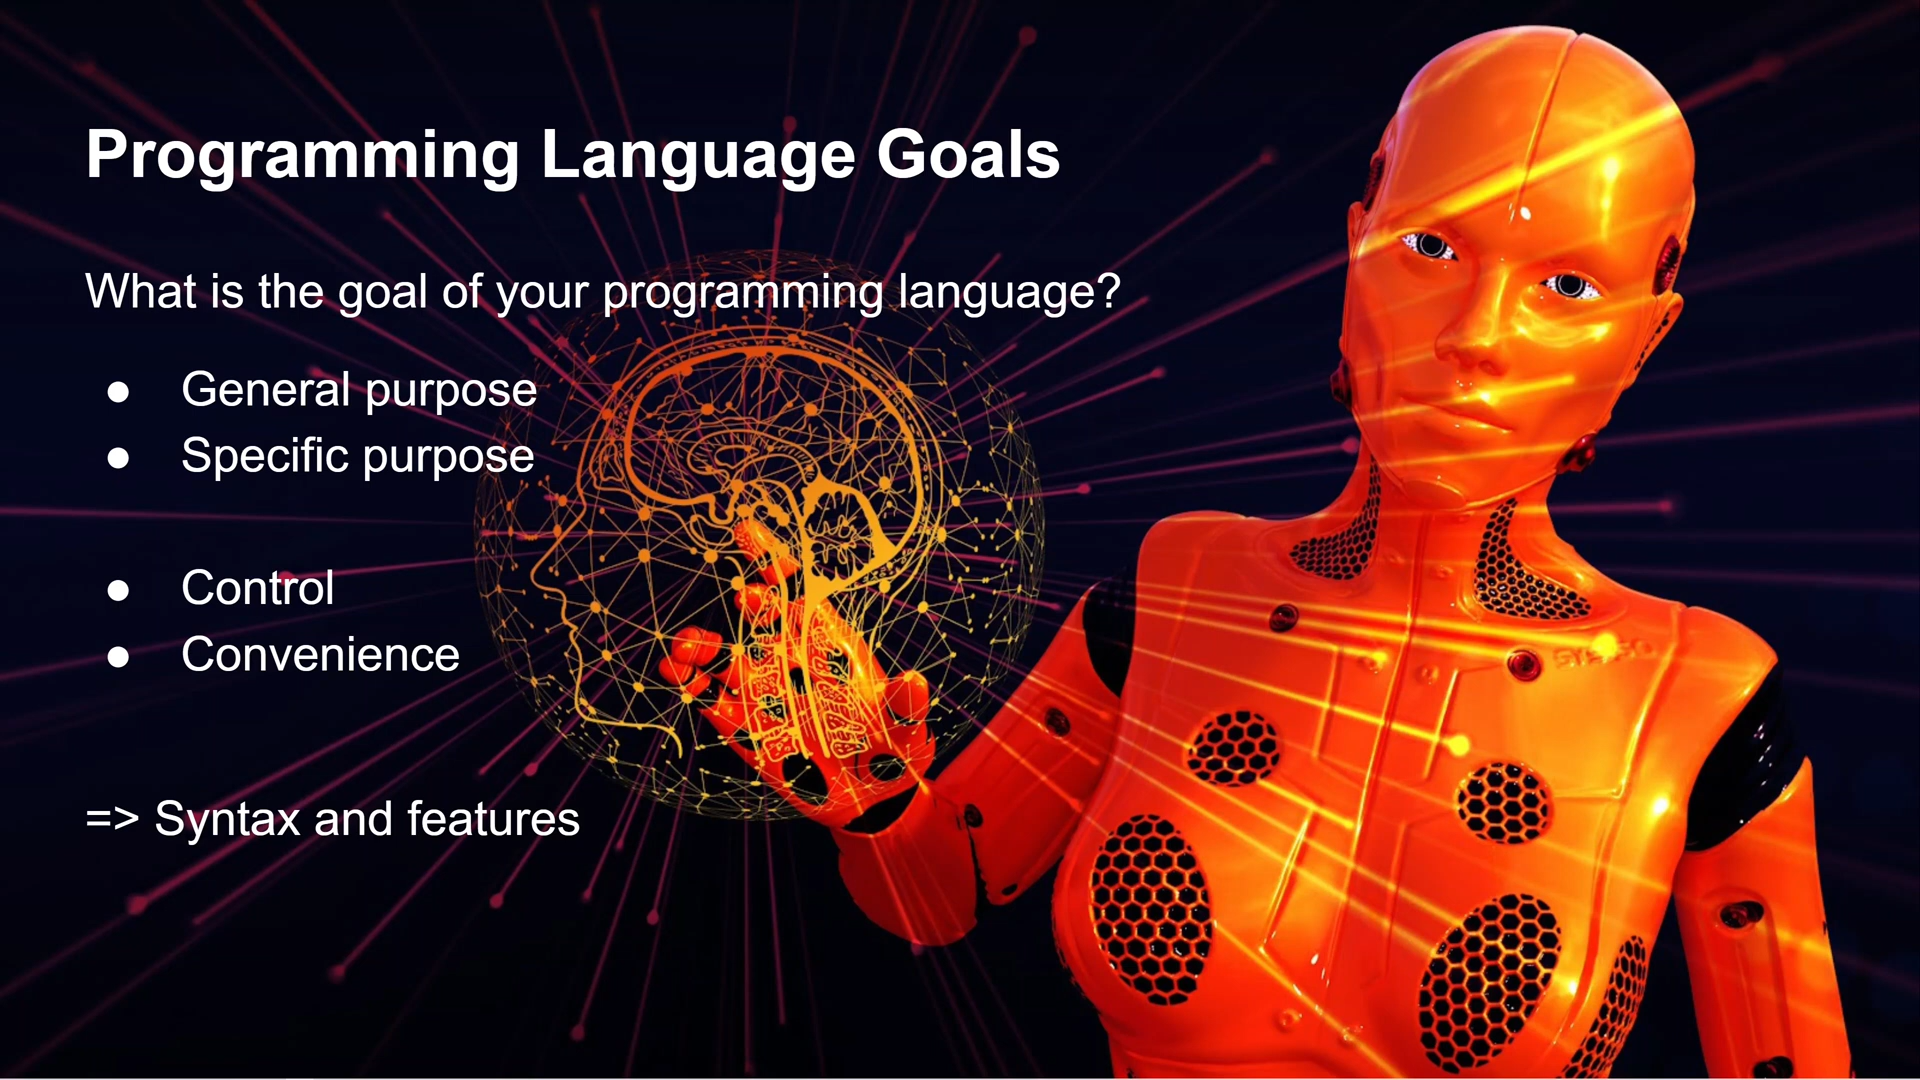 Programming Language Goals
What is the goal of your programming language?
● General purpose
● Specific purpose
● Control
● Convenience
=> Syntax and features